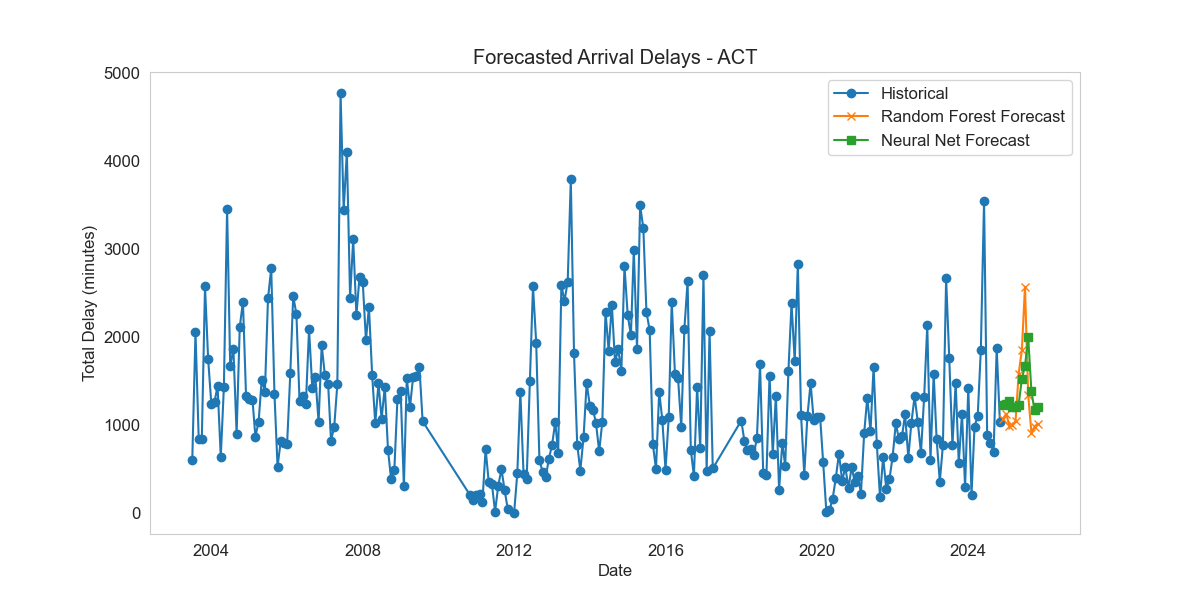 Forecasted Arrival Delays - ACT
5000
4000
3000
2000
1000
0
Total Delay (minutes)
Historical
Random Forest Forecast
Neural Net Forecast
2004 2008 2012 2016 2020 2024
Date